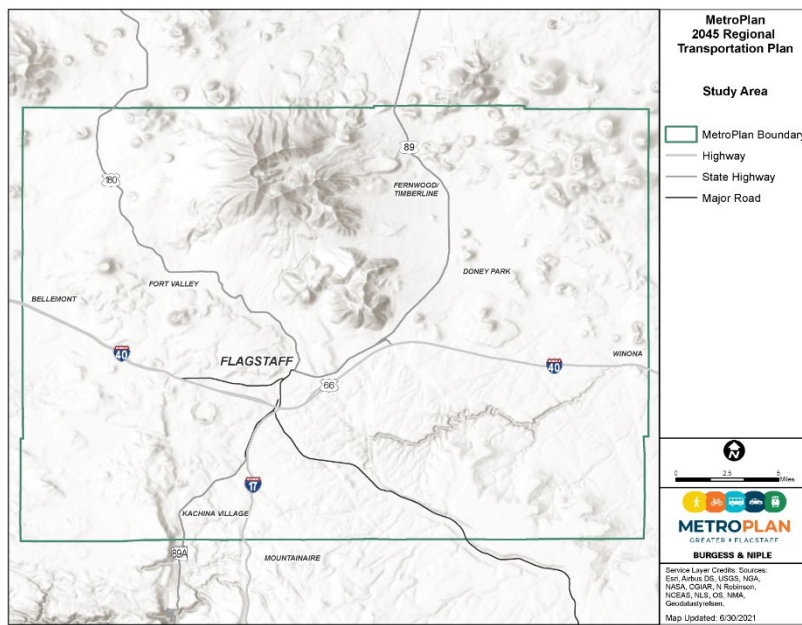 MetroPlan
2045 Regional
Transportation Plan
Study Area
MetroPlan Boundary
Highway
State Highway
Major Road
89
180
FERNWOOD/
TIMBERLINE
DONEY PARK
FORT VALLEY
BELLEMONT
40
FLAGSTAFF
66
40
WINONA
17
KACHINA VILLAGE
89A
MOUNTAINAIRE
N
0 2.5 5
Miles
METROPLAN
GREATER FLAGSTAFF
BURGESS & NIPLE
Service Layer Credits: Sources:
Esri, Airbus DS, USGS, NGA,
NASA, CGIAR, N Robinson,
NCEAS, NLS, OS, NMA,
Geodatastyrelsen,
Map Updated: 6/30/2021